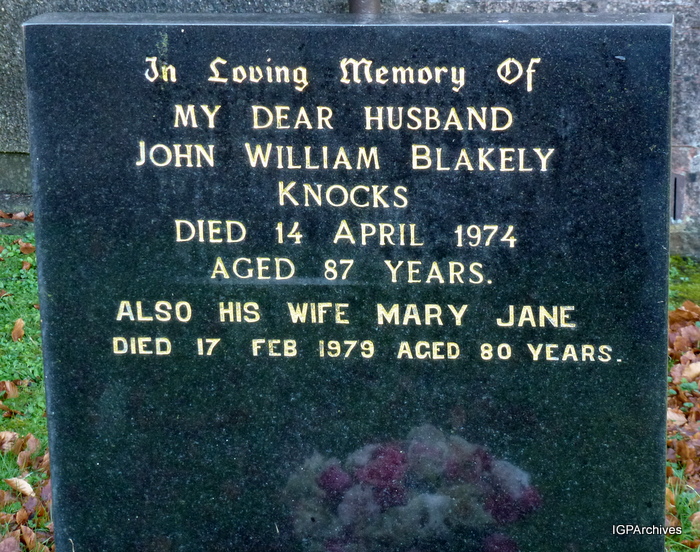 In Loving Memory Of
MY DEAR HUSBAND
JOHN WILLIAM BLAKELY
KNOCKS
DIED 14 APRIL 1974
AGED 87 YEARS.
ALSO HIS WIFE MARY JANE
DIED 17 FEB 1979 AGED 80 YEARS.
IGPArchives